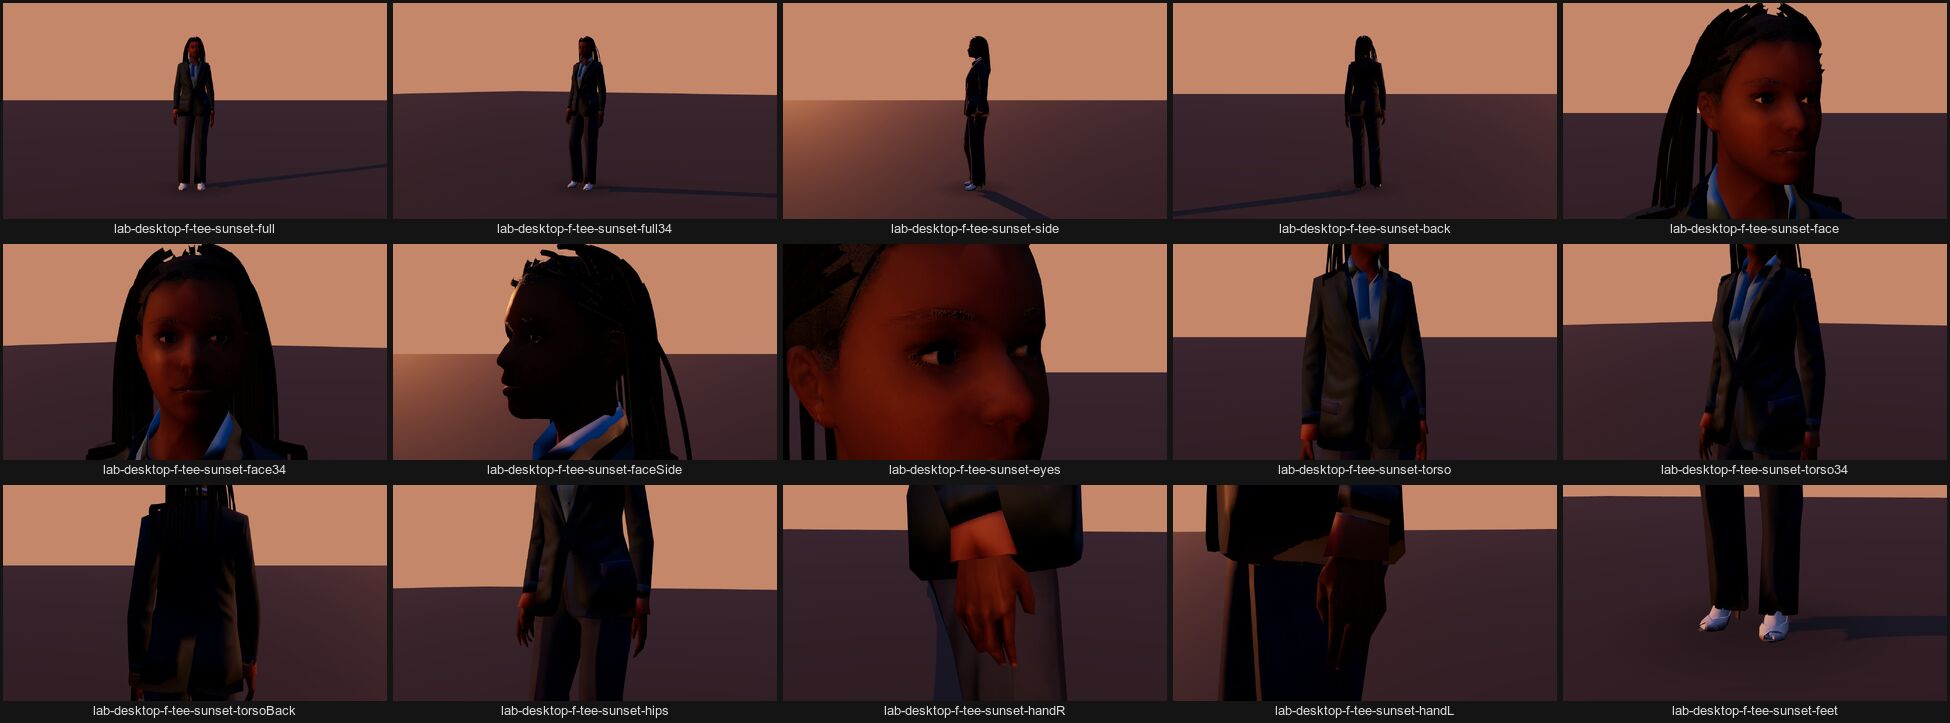 lab-desktop-f-tee-sunset-full
lab-desktop-f-tee-sunset-full34
lab-desktop-f-tee-sunset-side
lab-desktop-f-tee-sunset-back
lab-desktop-f-tee-sunset-face
lab-desktop-f-tee-sunset-face34
lab-desktop-f-tee-sunset-faceSide
lab-desktop-f-tee-sunset-eyes
lab-desktop-f-tee-sunset-torso
lab-desktop-f-tee-sunset-torso34
lab-desktop-f-tee-sunset-torsoBack
lab-desktop-f-tee-sunset-hips
lab-desktop-f-tee-sunset-handR
lab-desktop-f-tee-sunset-handL
lab-desktop-f-tee-sunset-feet